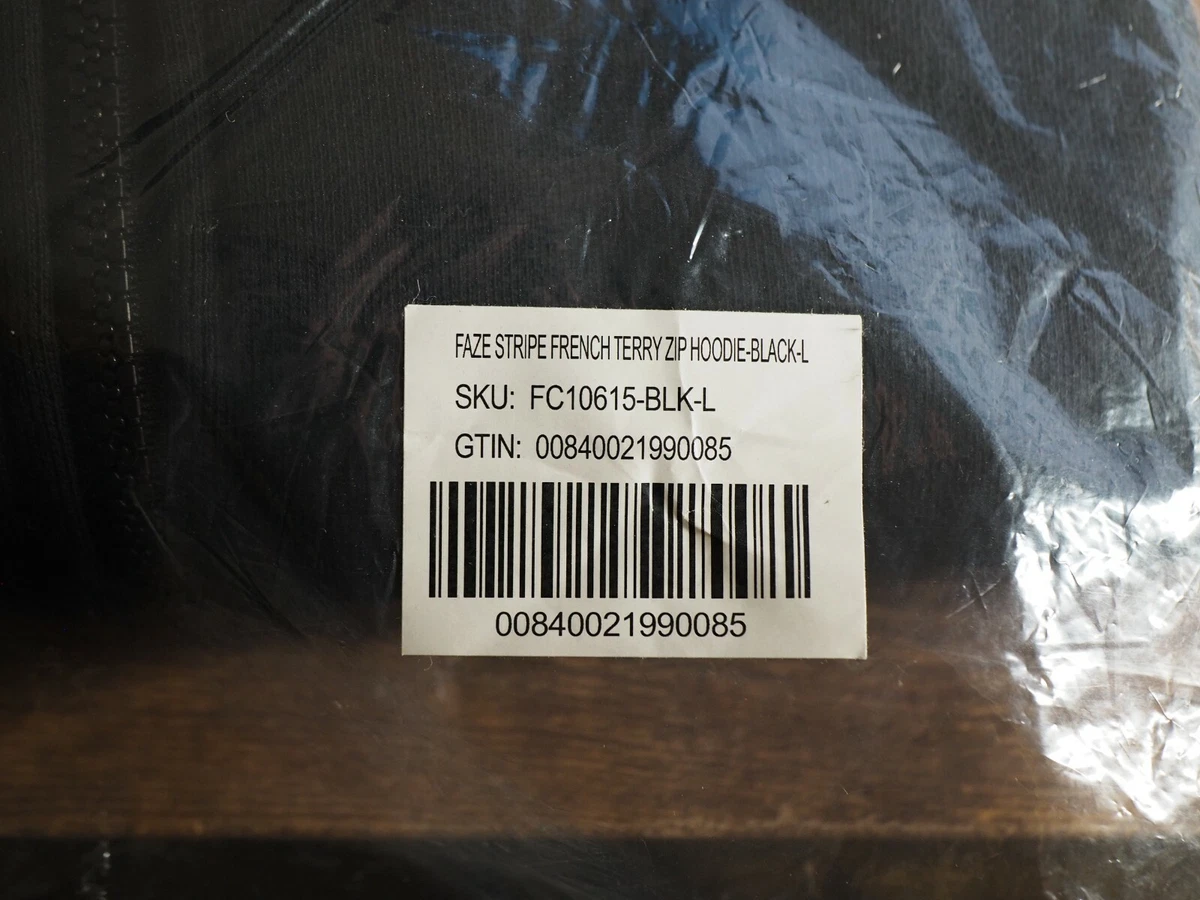 FAZE STRIPE FRENCH TERRY ZIP HOODIE-BLACK-L
SKU: FC10615-BLK-L
GTIN: 00840021990085
00840021990085